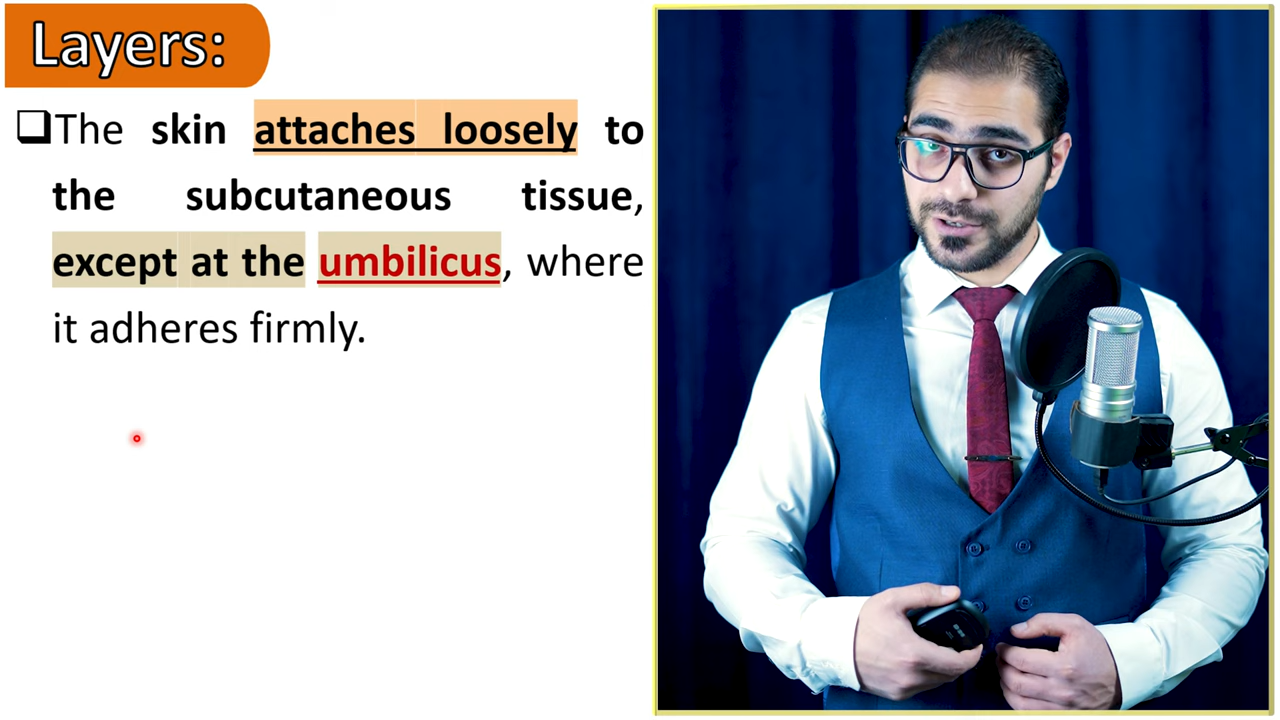 Layers:
The skin attaches loosely to
the subcutaneous tissue,
except at the umbilicus, where
it adheres firmly.